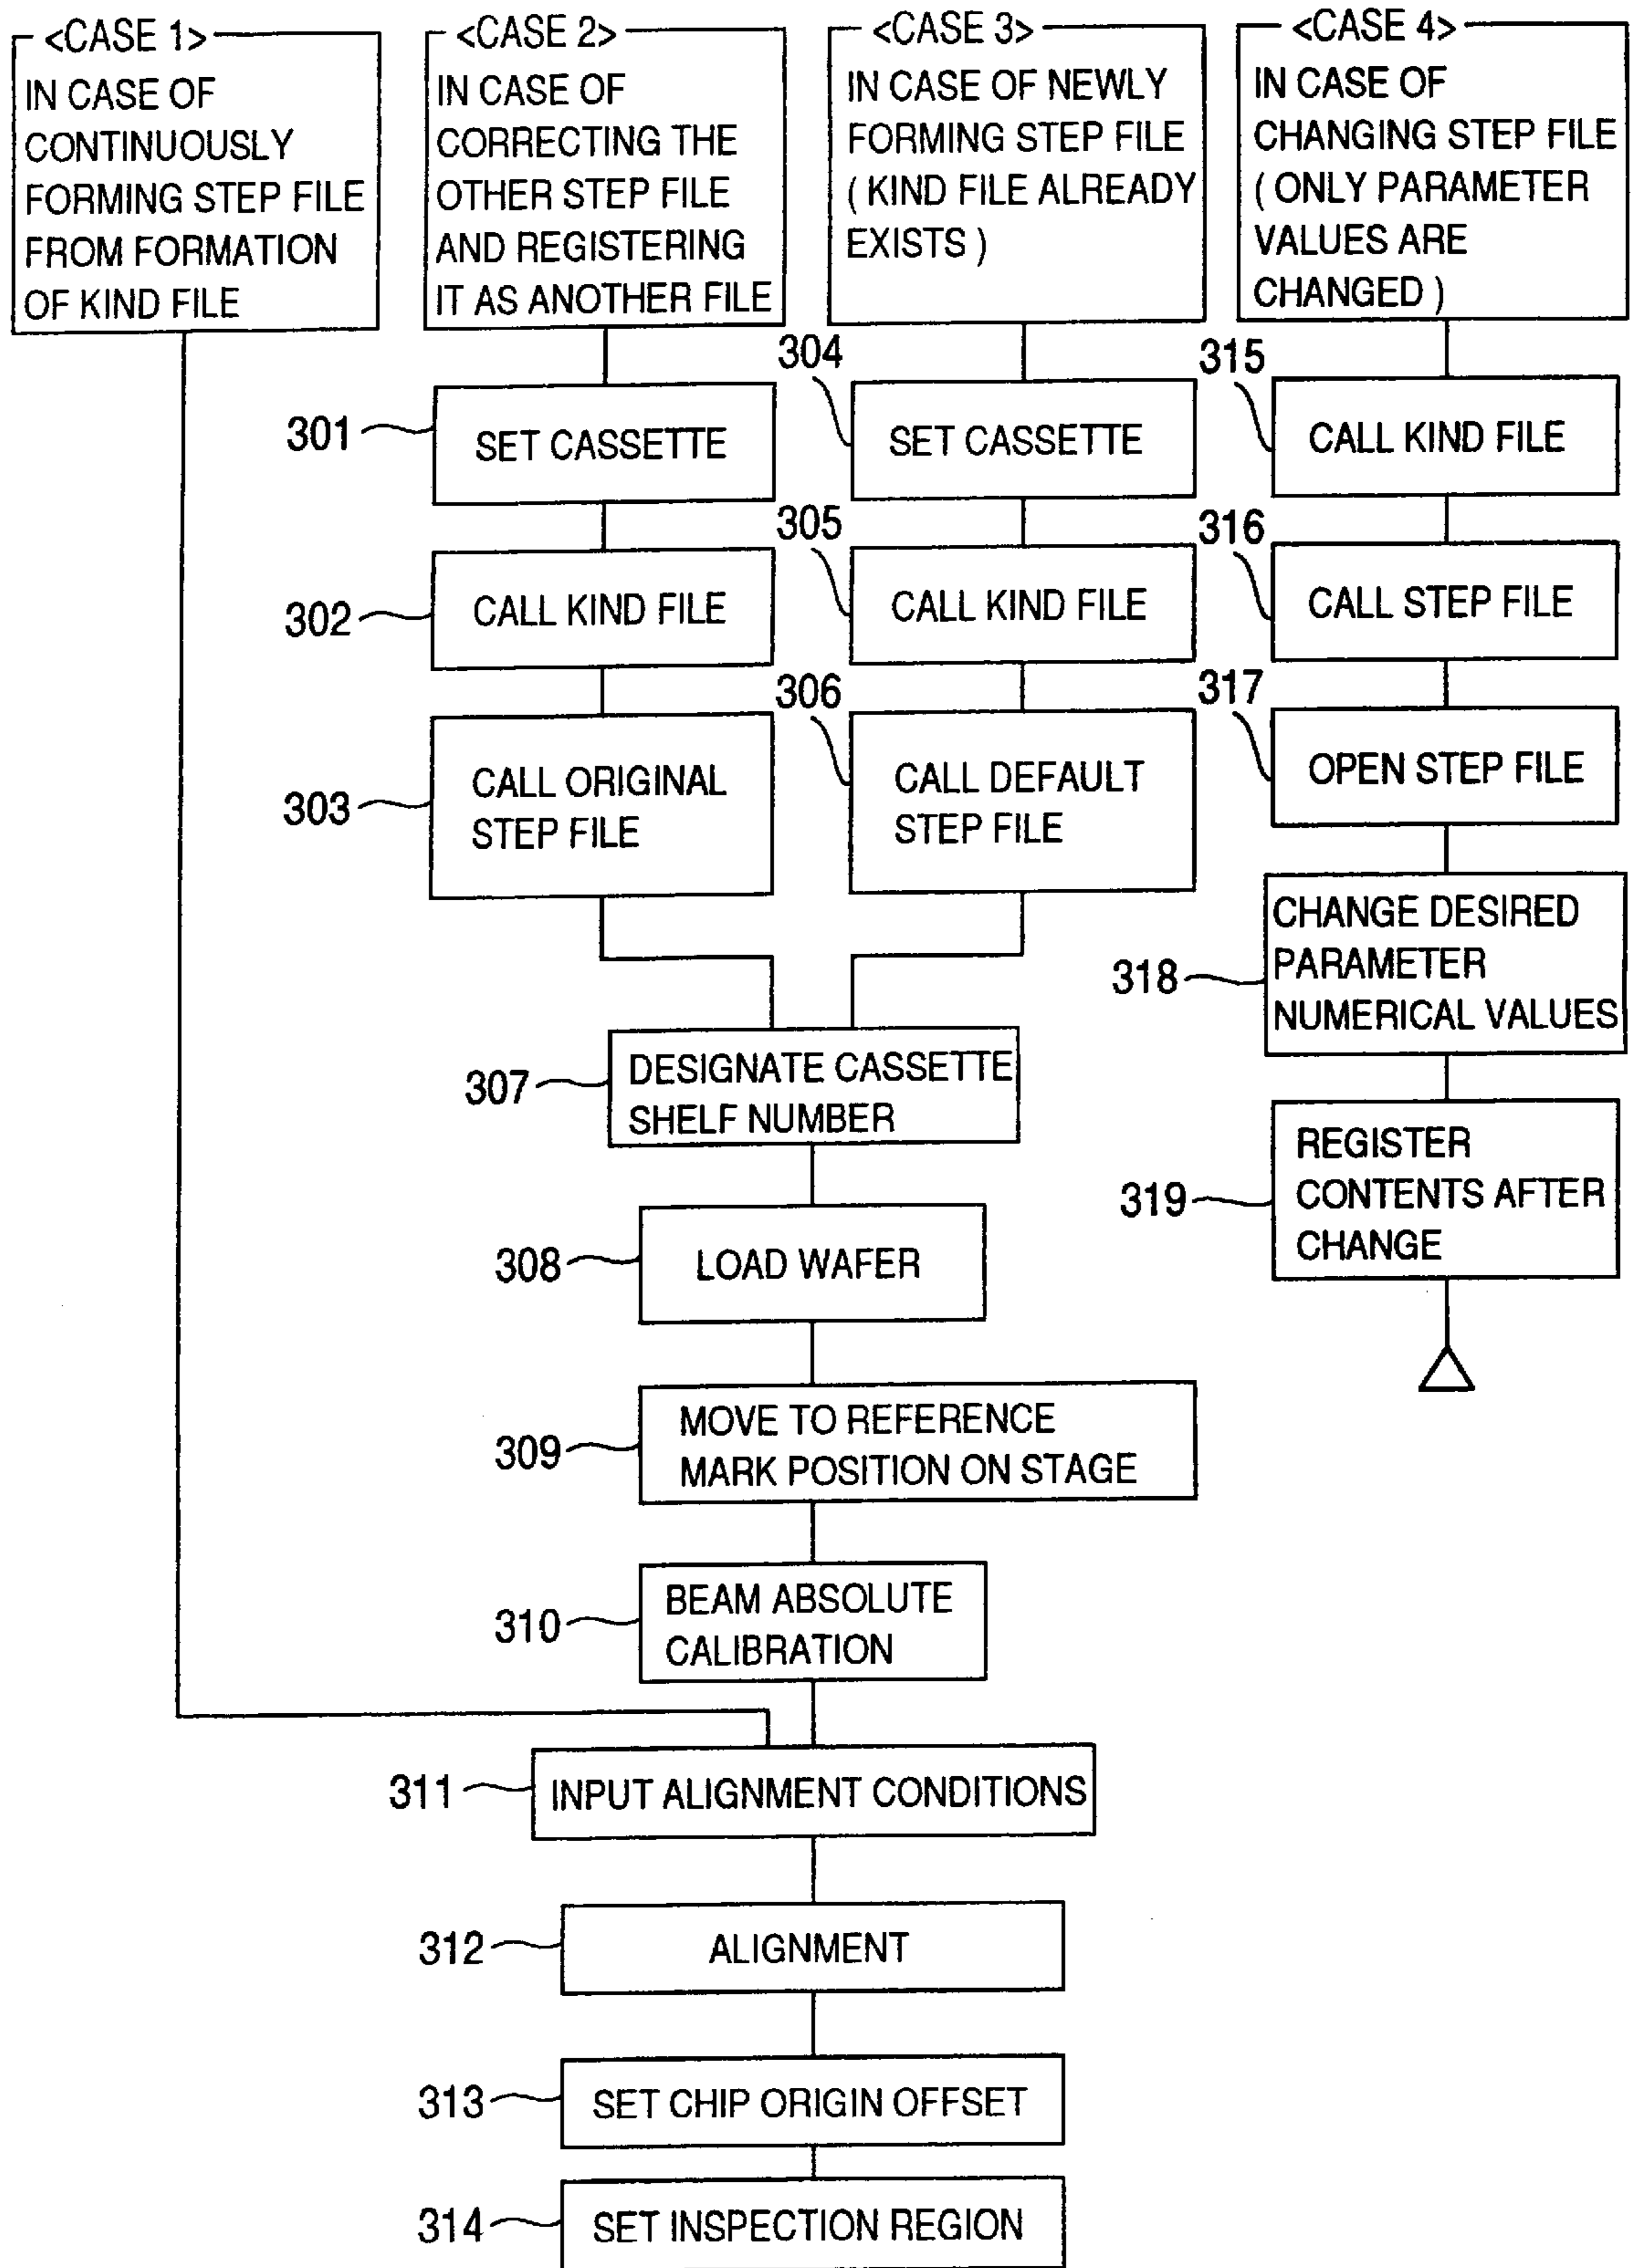 <CASE 1>
IN CASE OF
CONTINUOUSLY
FORMING STEP FILE
FROM FORMATION
OF KIND FILE
<CASE 2>
IN CASE OF
CORRECTING THE
OTHER STEP FILE
AND REGISTERING
IT AS ANOTHER FILE
<CASE 3>
IN CASE OF NEWLY
FORMING STEP FILE
( KIND FILE ALREADY
EXISTS )
<CASE 4>
IN CASE OF
CHANGING STEP FILE
( ONLY PARAMETER
VALUES ARE
CHANGED )
301
SET CASSETTE
302
CALL KIND FILE
303
CALL ORIGINAL
STEP FILE
304
SET CASSETTE
305
CALL KIND FILE
306
CALL DEFAULT
STEP FILE
315
CALL KIND FILE
316
CALL STEP FILE
317
OPEN STEP FILE
318
CHANGE DESIRED
PARAMETER
NUMERICAL VALUES
319
REGISTER
CONTENTS AFTER
CHANGE
307
DESIGNATE CASSETTE
SHELF NUMBER
308
LOAD WAFER
309
MOVE TO REFERENCE
MARK POSITION ON STAGE
310
BEAM ABSOLUTE
CALIBRATION
311
INPUT ALIGNMENT CONDITIONS
312
ALIGNMENT
313
SET CHIP ORIGIN OFFSET
314
SET INSPECTION REGION